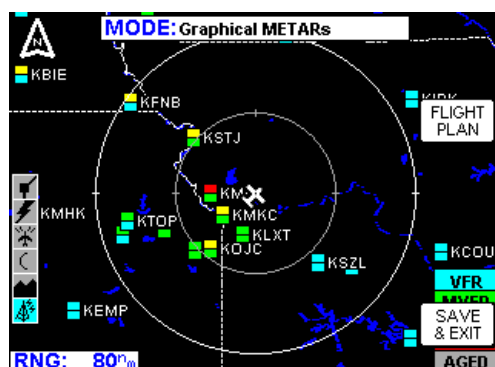 MODE: Graphical METARs
N
KBIE
KFNB
FLIGHT
PLAN
KSTJ
KMHK
KMKC
KTOP
KLXT
KOJC
KCOU
KSZL
VFR
KEMP
SAVE
& EXIT
RNG: 80nm
AGED